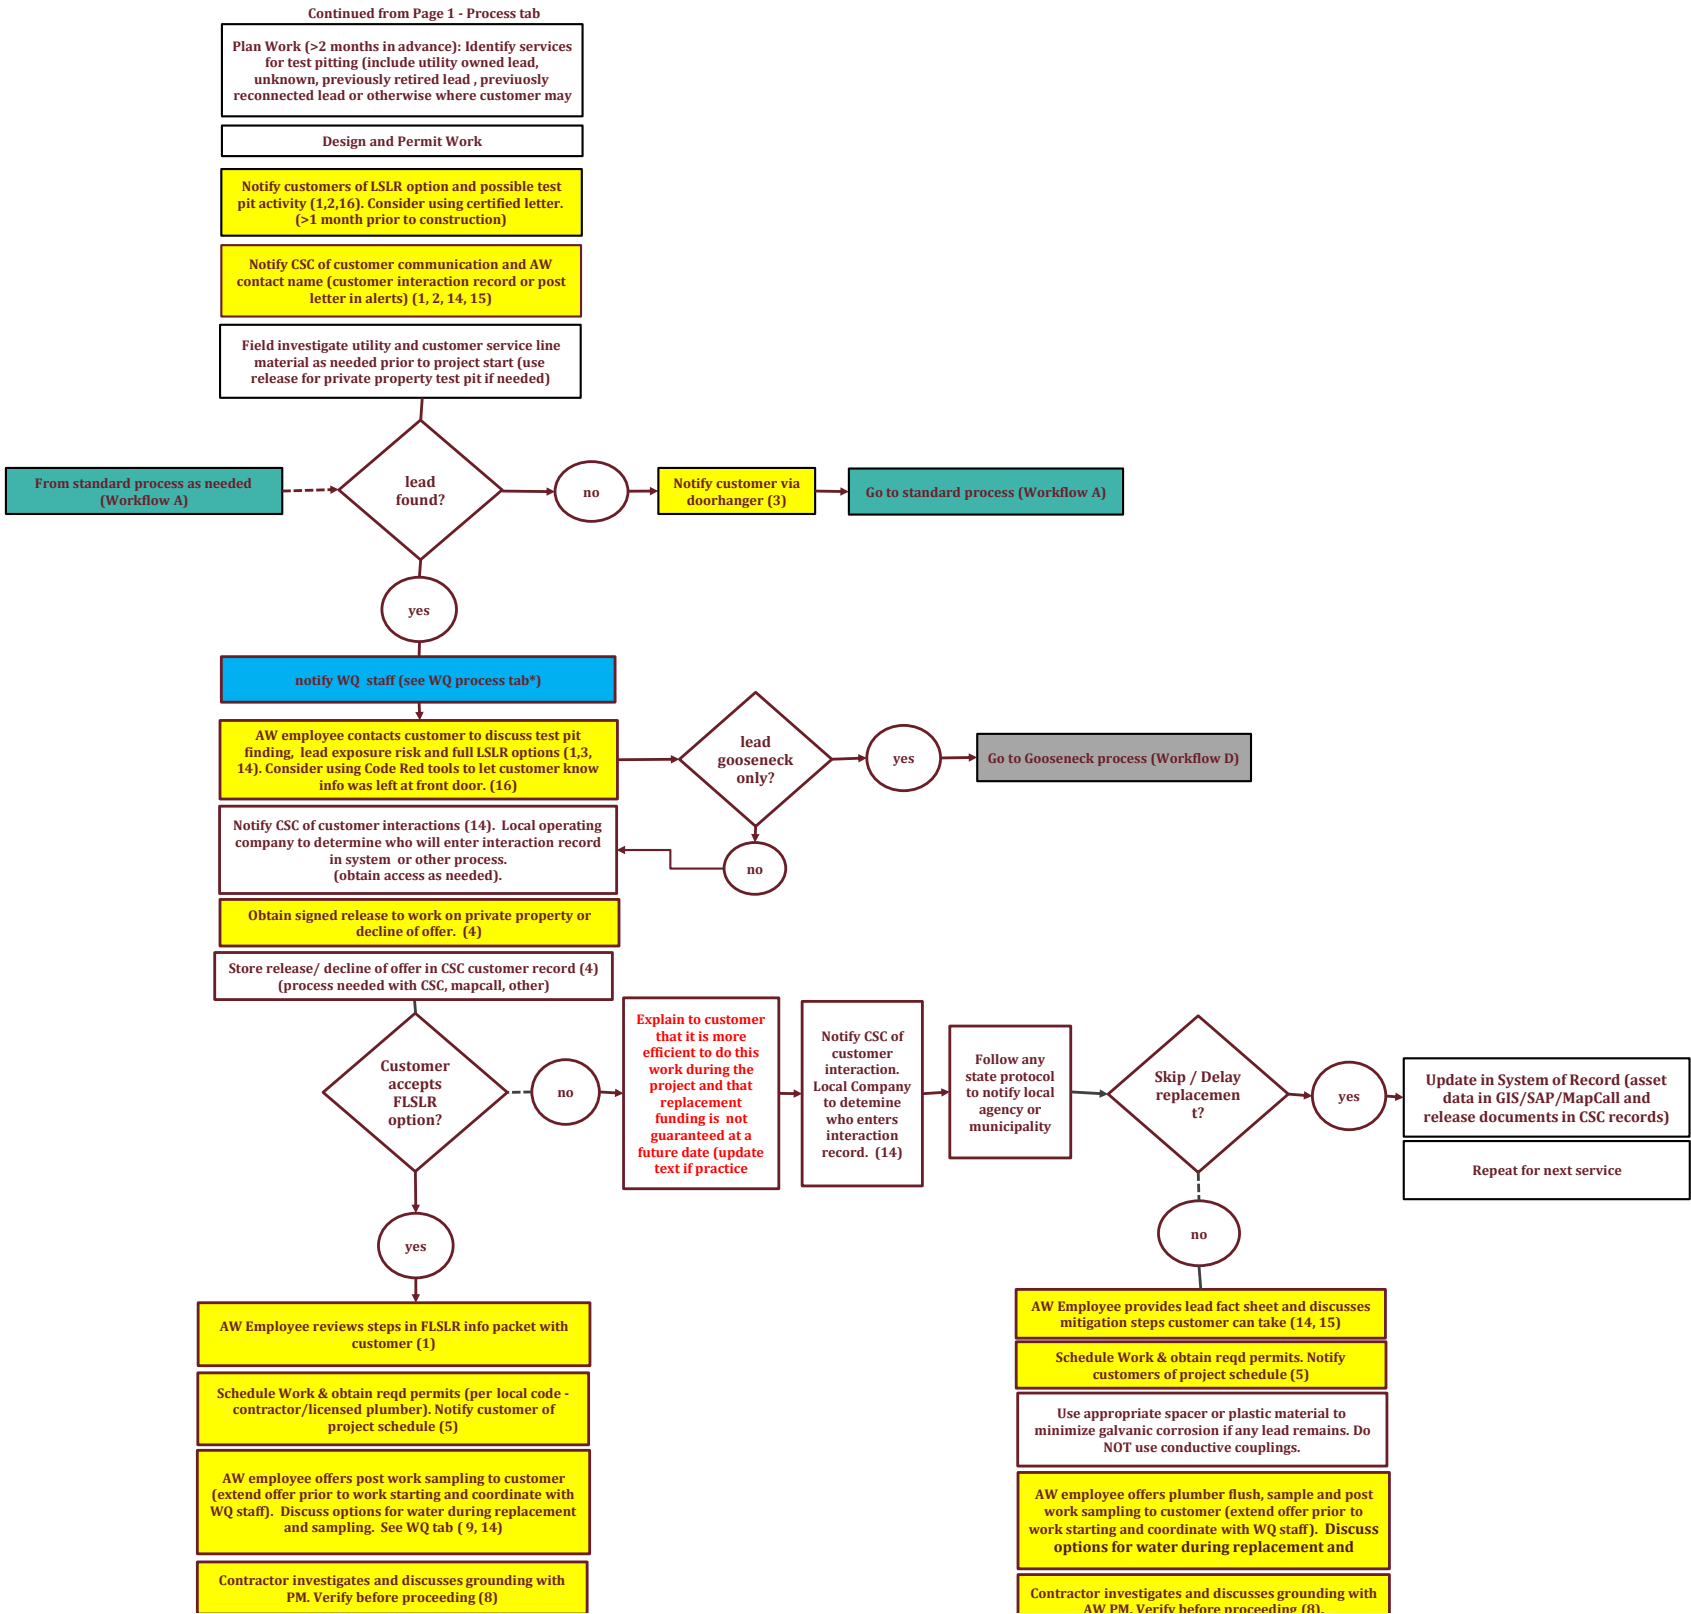 Continued from Page 1 - Process tab
Plan Work (>2 months in advance): Identify services
for test pitting (include utility owned lead,
unknown, previously retired lead , previuosly
reconnected lead or otherwise where customer may
Design and Permit Work
Notify customers of LSLR option and possible test
pit activity (1,2,16). Consider using certified letter.
(>1 month prior to construction)
Notify CSC of customer communication and AW
contact name (customer interaction record or post
letter in alerts) (1, 2, 14, 15)
Field investigate utility and customer service line
material as needed prior to project start (use
release for private property test pit if needed)
From standard process as needed
(Workflow A)
lead
found?
no
Notify customer via
doorhanger (3)
Go to standard process (Workflow A)
yes
notify WQ  staff (see WQ process tab*)
AW employee contacts customer to discuss test pit
finding,  lead exposure risk and full LSLR options (1,3,
14). Consider using Code Red tools to let customer know
info was left at front door. (16)
lead
gooseneck
only?
yes
Go to Gooseneck process (Workflow D)
Notify CSC of customer interactions (14).  Local operating
company to determine who will enter interaction record
in system  or other process.
(obtain access as needed).
no
Obtain signed release to work on private property or
decline of offer.  (4)
Store release/ decline of offer in CSC customer record (4)
(process needed with CSC, mapcall, other)
Customer
accepts
FLSLR
option?
no
Explain to customer
that it is more
efficient to do this
work during the
project and that
replacement
funding is  not
guaranteed at a
future date (update
text if practice
Notify CSC of
customer
interaction.
Local Company
to detemine
who enters
interaction
record.  (14)
Follow any
state protocol
to notify local
agency or
municipality
Skip / Delay
replacemen
t?
yes
Update in System of Record (asset
data in GIS/SAP/MapCall and
release documents in CSC records)
Repeat for next service
yes
no
AW Employee reviews steps in FLSLR info packet with
customer (1)
Schedule Work & obtain reqd permits (per local code -
contractor/licensed plumber). Notify customer of
project schedule (5)
AW employee offers post work sampling to customer
(extend offer prior to work starting and coordinate with
WQ staff).  Discuss options for water during replacement
and sampling.  See WQ tab ( 9, 14)
Contractor investigates and discusses grounding with
PM. Verify before proceeding (8)
AW Employee provides lead fact sheet and discusses
mitigation steps customer can take (14, 15)
Schedule Work & obtain reqd permits. Notify
customers of project schedule (5)
Use appropriate spacer or plastic material to
minimize galvanic corrosion if any lead remains. Do
NOT use conductive couplings.
AW employee offers plumber flush, sample and post
work sampling to customer (extend offer prior to
work starting and coordinate with WQ staff).  Discuss
options for water during replacement and
Contractor investigates and discusses grounding with
AW PM. Verify before proceeding (8).